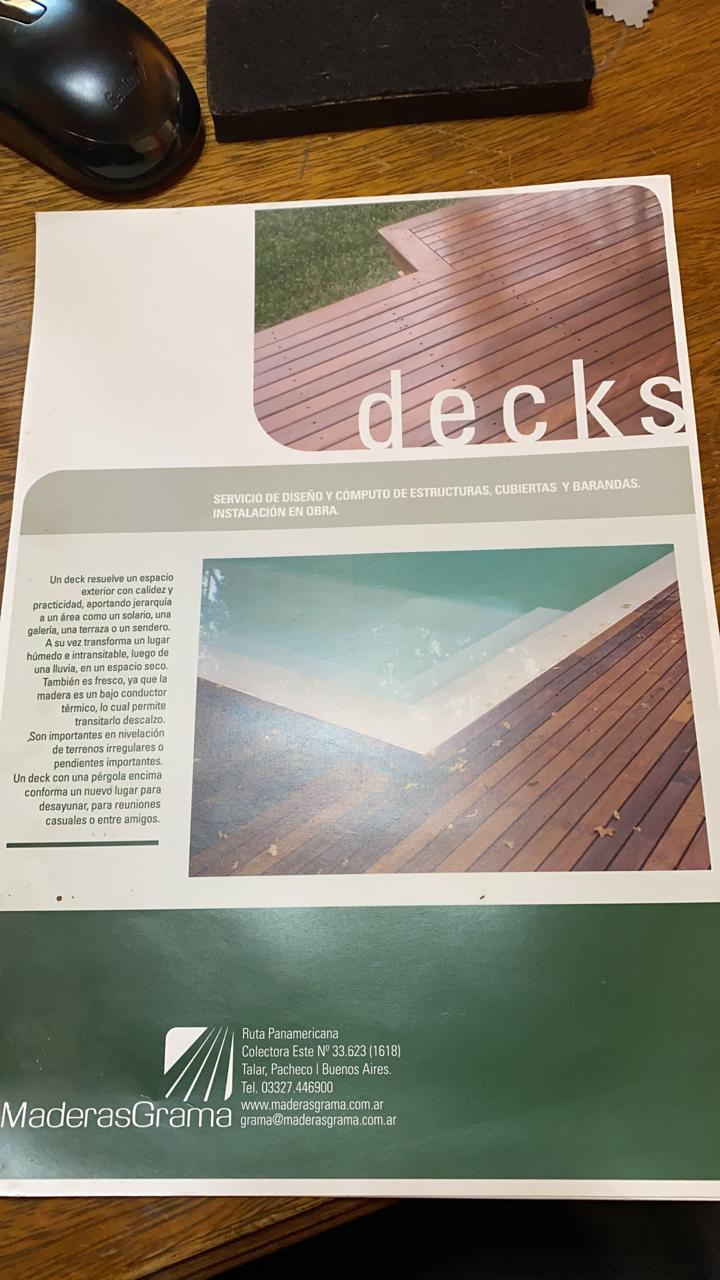 decks
SERVICIO DE DISEÑO Y CÓMPUTO DE ESTRUCTURAS, CUBIERTAS Y BARANDAS.
INSTALACIÓN EN OBRA.
Un deck resuelve un espacio
exterior con calidez y
practicidad, aportando jerarquía
a un área como un solario, una
galería, una terraza o un sendero.
A su vez transforma un lugar
húmedo e intransitable, luego de
una lluvia, en un espacio seco.
También es fresco, ya que la
madera es un bajo conductor
térmico, lo cual permite
transitarlo descalzo.
Son importantes en nivelación
de terrenos irregulares o
pendientes importantes.
Un deck con una pérgola encima
conforma un nuevo lugar para
desayunar, para reuniones
casuales o entre amigos.
MaderasGrama
Ruta Panamericana
Colectora Este Nº 33.623 (1618)
Talar, Pacheco | Buenos Aires.
Tel. 03327.446900
www.maderasgrama.com.ar
grama@maderasgrama.com.ar